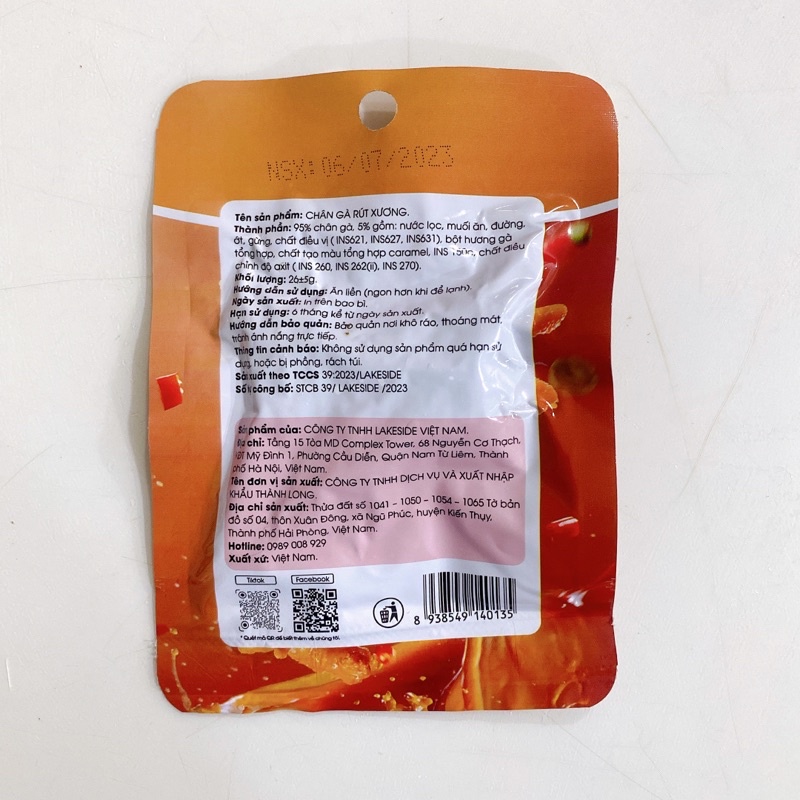 NSX: 06/07/2023
Tên sản phẩm: CHÂN GÀ RÚT XƯƠNG.
Thành phần: 95% chân gà, 5% gồm: nước lọc, muối ăn, đường,
ớt, gừng, chất điều vị ( INS621, INS627, INS631), bột hương gà
tổng hợp, chất tạo màu tổng hợp caramel, INS 150a, chất điều
chỉnh độ axit ( INS 260, INS 262(ii), INS 270).
Khối lượng: 26±5g.
Hướng dẫn sử dụng: Ăn liền (ngon hơn khi để lạnh).
Ngày sản xuất: In trên bao bì.
Hạn sử dụng: 6 tháng kể từ ngày sản xuất.
Hướng dẫn bảo quản: Bảo quản nơi khô ráo, thoáng mát,
tránh ánh nắng trực tiếp.
Thông tin cảnh báo: Không sử dụng sản phẩm quá hạn sử
dụng, hoặc bị phồng, rách túi.
Sản xuất theo TCCS 39:2023/LAKESIDE
Số công bố: STCB 39/ LAKESIDE /2023
Sản phẩm của: CÔNG TY TNHH LAKESIDE VIỆT NAM.
Địa chỉ: Tầng 15 Tòa MD Complex Tower, 68 Nguyễn Cơ Thạch,
KĐT Mỹ Đình 1, Phường Cầu Diễn, Quận Nam Từ Liêm, Thành
phố Hà Nội, Việt Nam.
Tên đơn vị sản xuất: CÔNG TY TNHH DỊCH VỤ VÀ XUẤT NHẬP
KHẨU THÀNH LONG.
Địa chỉ sản xuất: Thửa đất số 1041 - 1050 - 1054 - 1065 Tờ bản
đồ số 04, thôn Xuân Đông, xã Ngũ Phúc, huyện Kiến Thụy,
Thành phố Hải Phòng, Việt Nam.
Hotline: 0989 008 929
Xuất xứ: Việt Nam.
Tiktok Facebook
8 938549 140135
* Quét mã QR để biết thêm về chúng tôi.